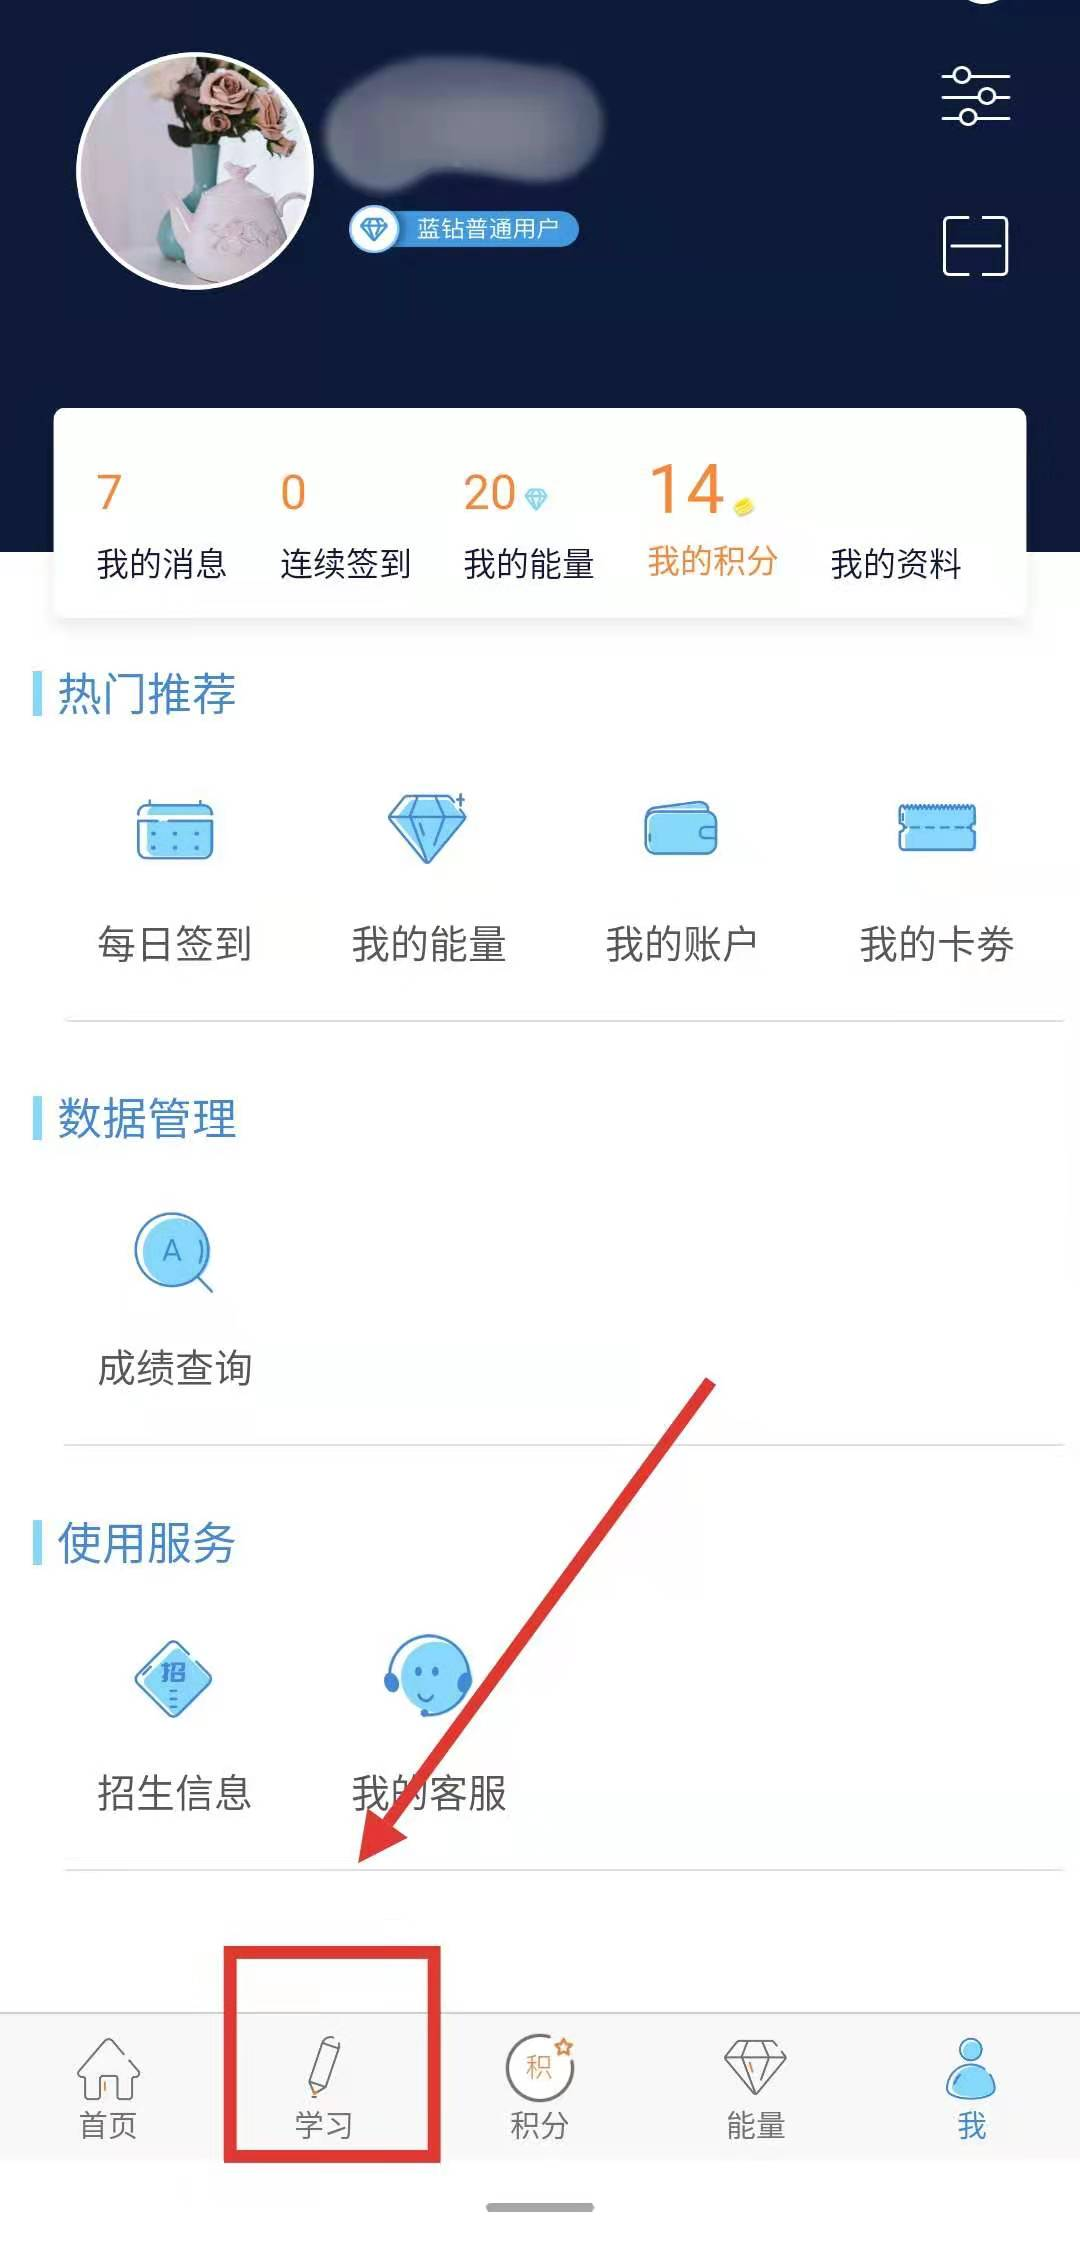 蓝钻普通用户
7 0 20 14
我的消息 连续签到 我的能量 我的积分 我的资料
热门推荐
每日签到 我的能量 我的账户 我的卡劵
数据管理
A
成绩查询
使用服务
招
招生信息 我的客服
积
首页 学习 积分 能量 我